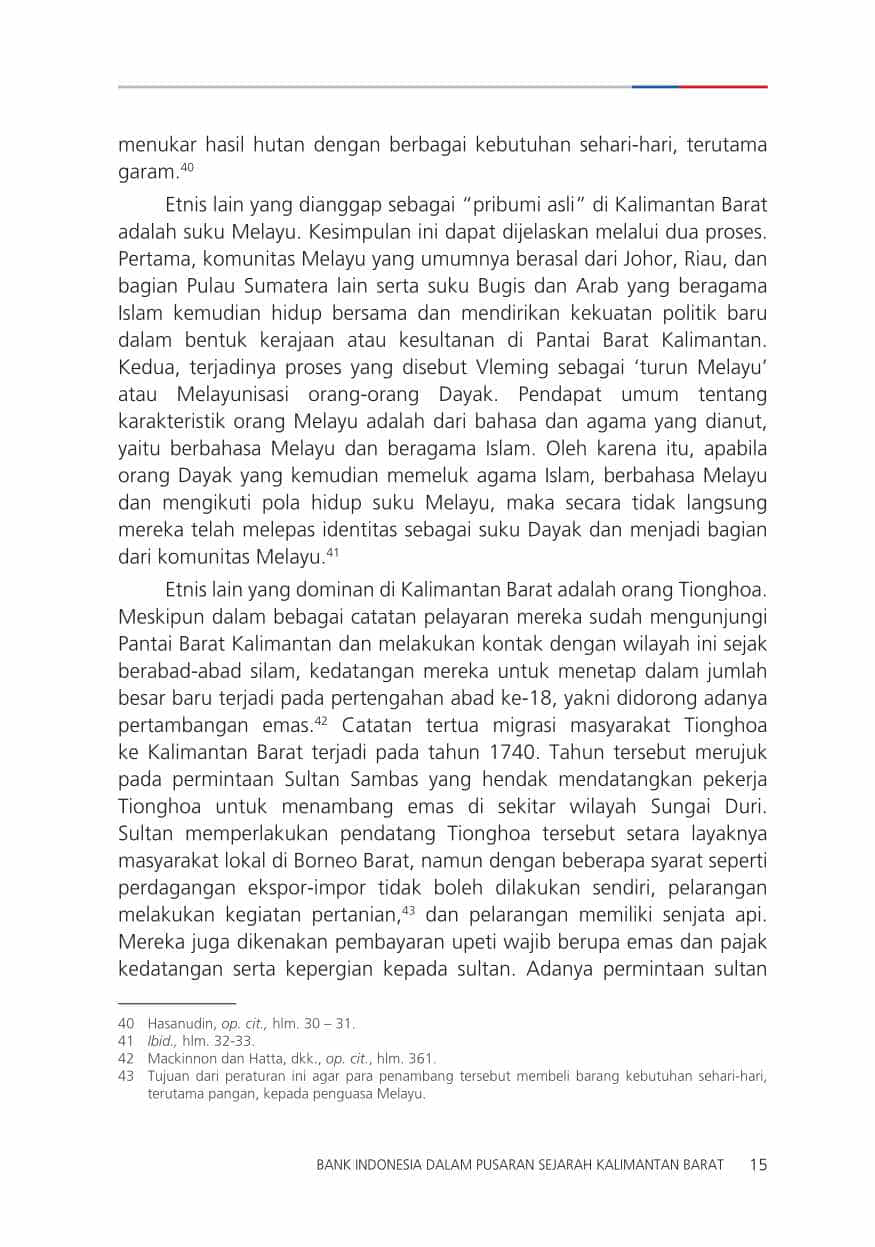 menukar hasil hutan dengan berbagai kebutuhan sehari-hari, terutama
garam.40
Etnis lain yang dianggap sebagai “pribumi asli” di Kalimantan Barat
adalah suku Melayu. Kesimpulan ini dapat dijelaskan melalui dua proses.
Pertama, komunitas Melayu yang umumnya berasal dari Johor, Riau, dan
bagian Pulau Sumatera lain serta suku Bugis dan Arab yang beragama
Islam kemudian hidup bersama dan mendirikan kekuatan politik baru
dalam bentuk kerajaan atau kesultanan di Pantai Barat Kalimantan.
Kedua, terjadinya proses yang disebut Vleming sebagai ‘turun Melayu’
atau Melayunisasi orang-orang Dayak. Pendapat umum tentang
karakteristik orang Melayu adalah dari bahasa dan agama yang dianut,
yaitu berbahasa Melayu dan beragama Islam. Oleh karena itu, apabila
orang Dayak yang kemudian memeluk agama Islam, berbahasa Melayu
dan mengikuti pola hidup suku Melayu, maka secara tidak langsung
mereka telah melepas identitas sebagai suku Dayak dan menjadi bagian
dari komunitas Melayu.41
Etnis lain yang dominan di Kalimantan Barat adalah orang Tionghoa.
Meskipun dalam bebagai catatan pelayaran mereka sudah mengunjungi
Pantai Barat Kalimantan dan melakukan kontak dengan wilayah ini sejak
berabad-abad silam, kedatangan mereka untuk menetap dalam jumlah
besar baru terjadi pada pertengahan abad ke-18, yakni didorong adanya
pertambangan emas.42 Catatan tertua migrasi masyarakat Tionghoa
ke Kalimantan Barat terjadi pada tahun 1740. Tahun tersebut merujuk
pada permintaan Sultan Sambas yang hendak mendatangkan pekerja
Tionghoa untuk menambang emas di sekitar wilayah Sungai Duri.
Sultan memperlakukan pendatang Tionghoa tersebut setara layaknya
masyarakat lokal di Borneo Barat, namun dengan beberapa syarat seperti
perdagangan ekspor-impor tidak boleh dilakukan sendiri, pelarangan
melakukan kegiatan pertanian,43 dan pelarangan memiliki senjata api.
Mereka juga dikenakan pembayaran upeti wajib berupa emas dan pajak
kedatangan serta kepergian kepada sultan. Adanya permintaan sultan
40 Hasanudin, op. cit., hlm. 30 – 31.
41 Ibid., hlm. 32-33.
42 Mackinnon dan Hatta, dkk., op. cit., hlm. 361.
43 Tujuan dari peraturan ini agar para penambang tersebut membeli barang kebutuhan sehari-hari,
terutama pangan, kepada penguasa Melayu.
BANK INDONESIA DALAM PUSARAN SEJARAH KALIMANTAN BARAT 15